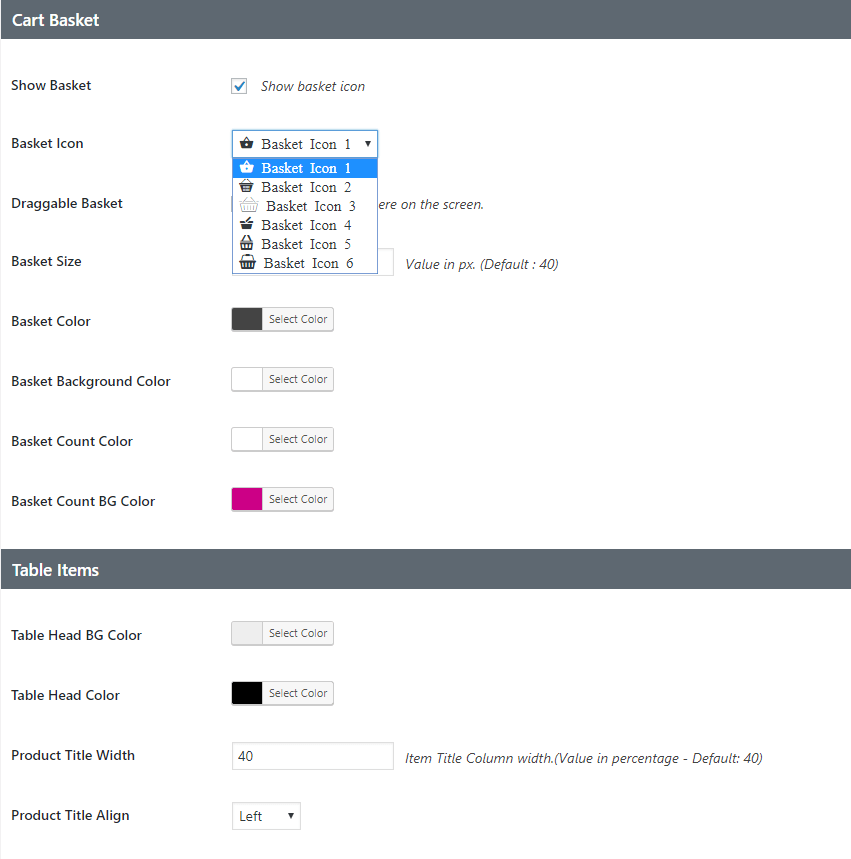 Cart Basket
Show Basket Show basket icon
Basket Icon Basket Icon 1
Basket Icon 1
Basket Icon 2
Draggable Basket ere on the screen.
Basket Icon 3
Basket Icon 4
Basket Icon 5
Basket Size Value in px. (Default : 40)
Basket Icon 6
Basket Color Select Color
Basket Background Color Select Color
Basket Count Color Select Color
Basket Count BG Color Select Color
Table Items
Table Head BG Color Select Color
Table Head Color Select Color
Product Title Width 40 Item Title Column width.(Value in percentage - Default: 40)
Product Title Align Left